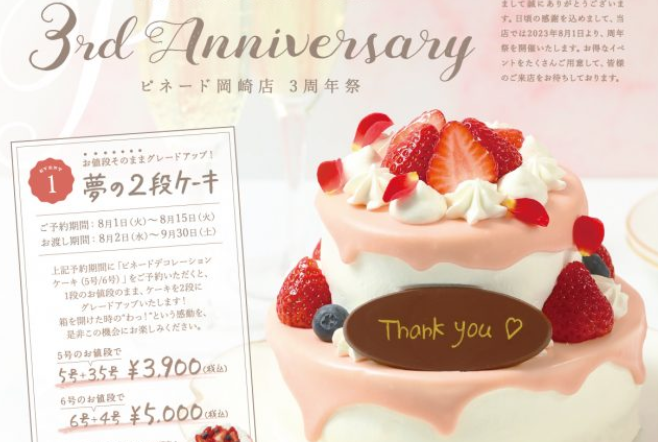 3rd Anniversary
ピネード岡崎店 3周年祭
まして誠にありがとうございま
す。日頃の感謝を込めまして、当
店では2023年8月1日より、周年
祭を開催いたします。お得なイベ
ントをたくさんご用意して、皆様
のご来店をお待ちしております。
EVENT
1
お値段そのままグレードアップ!
夢の2段ケーキ
ご予約期間:8月1日(火)〜8月15日(火)
お渡し期間:8月2日(水)〜9月30日(土)
上記予約期間に「ピネードデコレーション
ケーキ(5号/6号)」をご予約いただくと、
1段のお値段のまま、ケーキを2段に
グレードアップいたします!
箱を開けた時の“わっ!”という感動を、
是非この機会にお楽しみください。
5号のお値段で
5号+3.5号 ¥3,900(税込)
6号のお値段で
6号+4号 ¥5,000(税込)
Thank you ♡